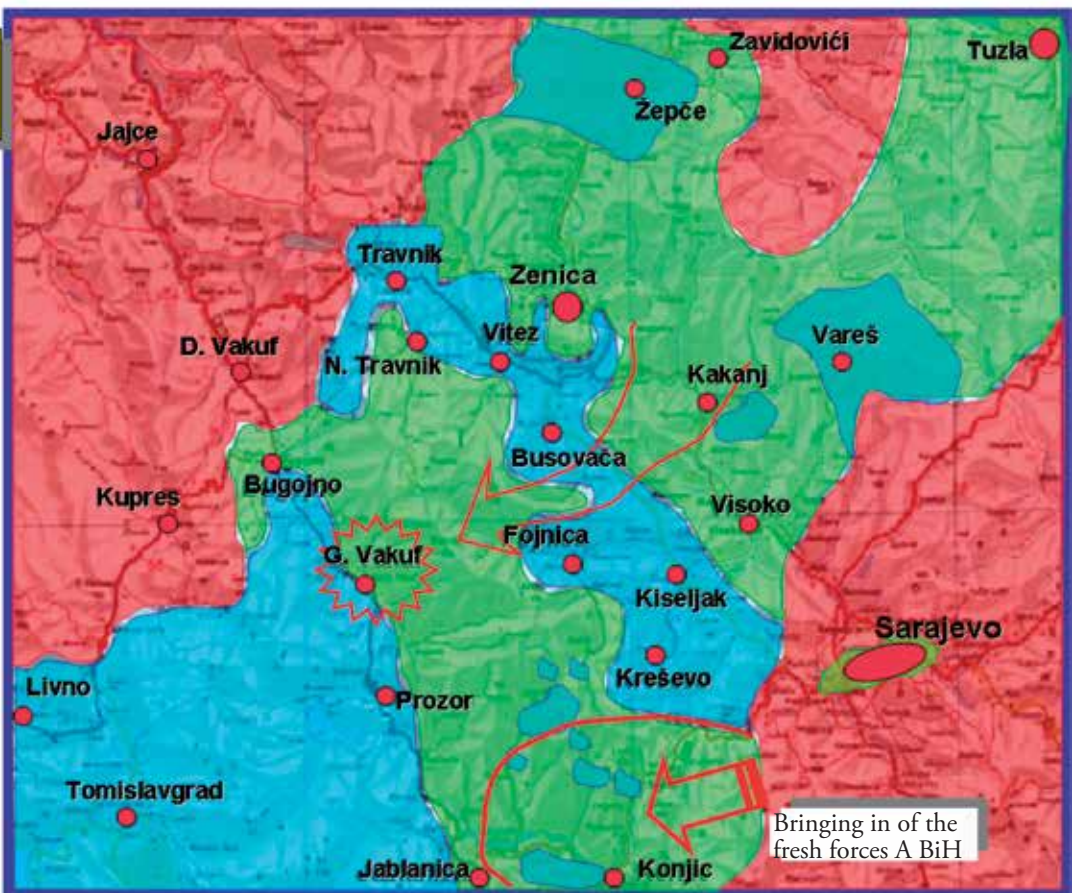 Zavidovići
Tuzla
Žepče
Jajce
Travnik
Zenica
Vitez
Vareš
D. Vakuf
N. Travnik
Kakanj
Busovača
Bugojno
Kupres
Visoko
Fojnica
G. Vakuf
Kiseljak
Sarajevo
Kreševo
Livno
Prozor
Tomislavgrad
Bringing in of the
fresh forces A BiH
Jablanica
Konjic